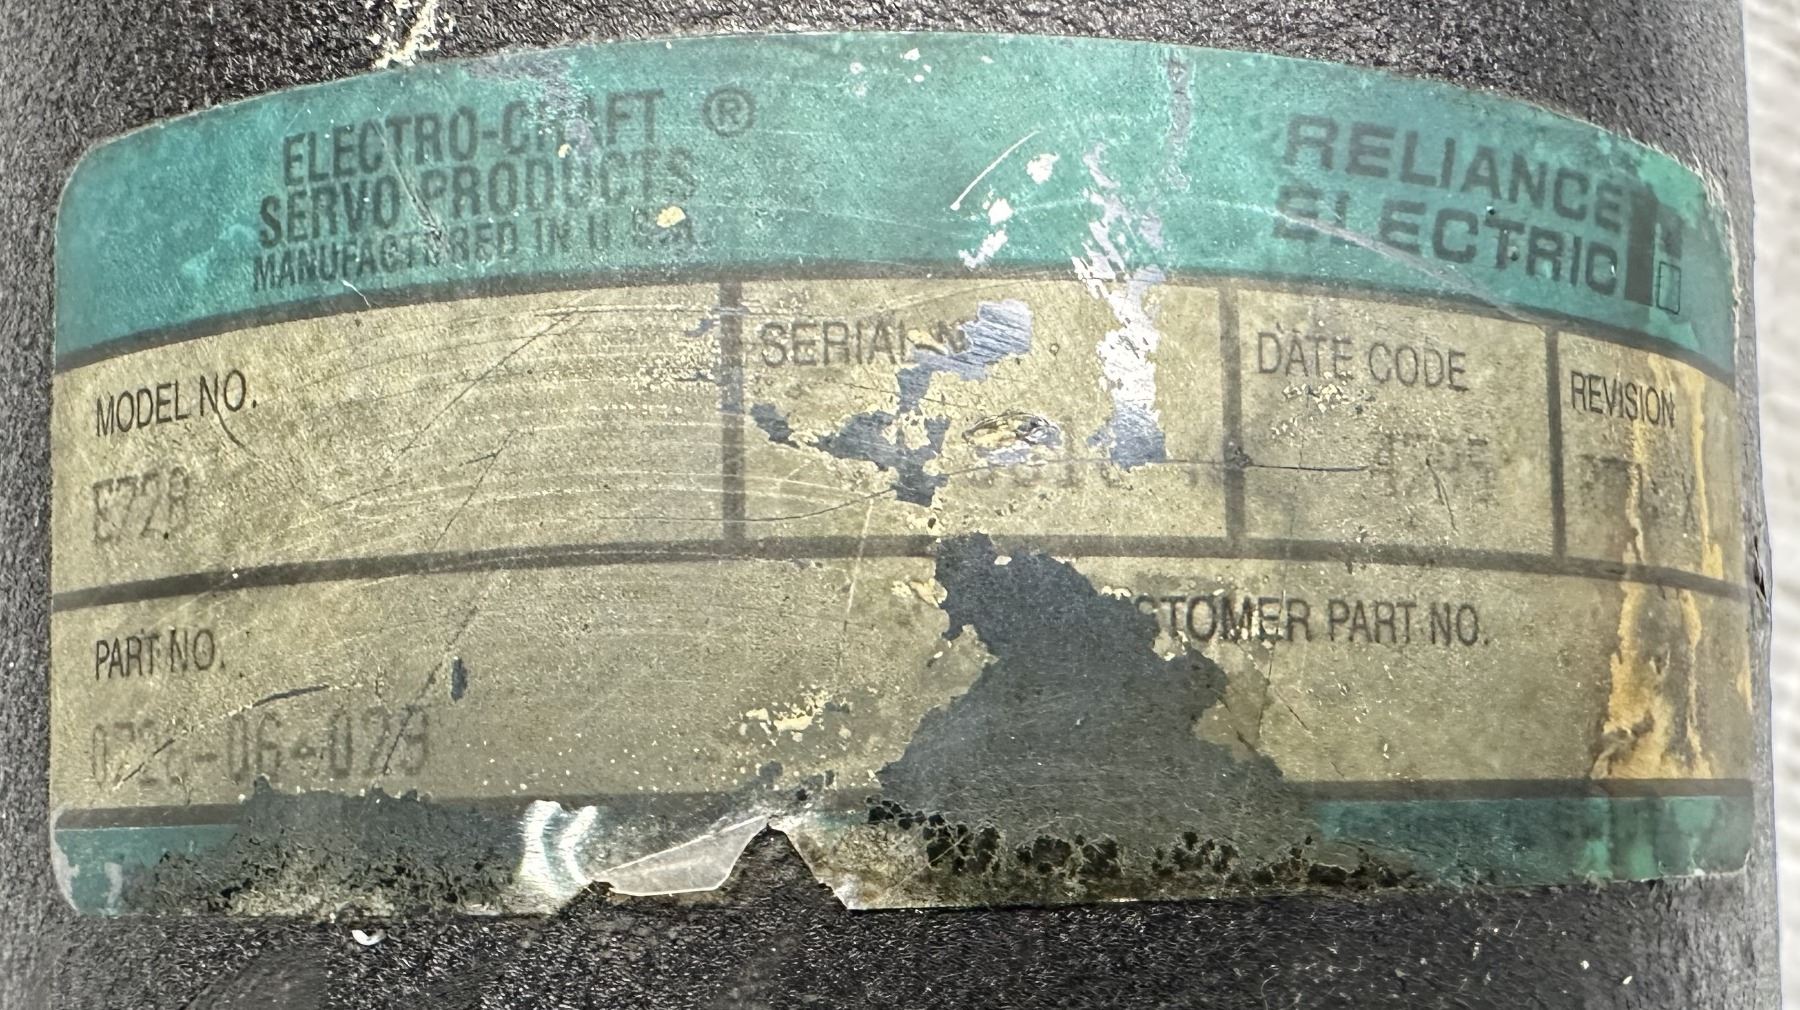 ELECTRO-CRAFT ®
SERVO PRODUCTS
MANUFACTURED IN U.S.A.
RELIANCE
ELECTRIC
MODEL NO.
E728
SERIAL N
DATE CODE
REVISION
PART NO.
STOMER PART NO.